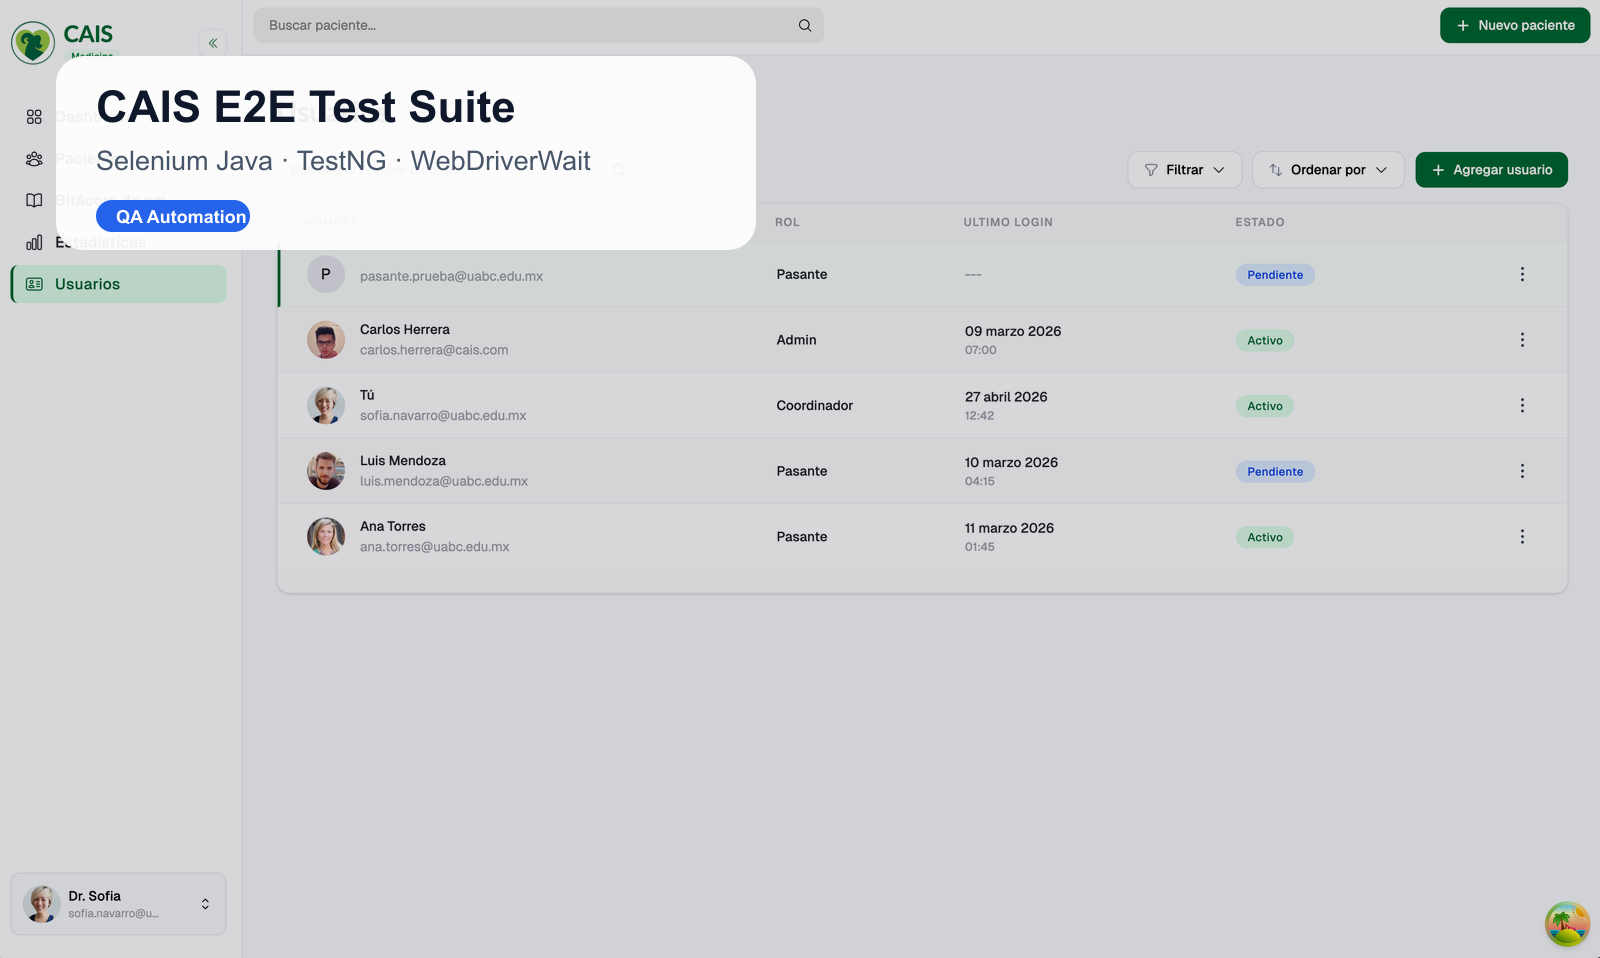 CAIS
Buscar paciente...
Nuevo paciente
CAIS E2E Test Suite
Selenium Java · TestNG · WebDriverWait
QA Automation
Estadísticas
Usuarios
Filtrar
Ordenar por
Agregar usuario
ROL
ULTIMO LOGIN
ESTADO
P
pasante.prueba@uabc.edu.mx
Pasante
---
Pendiente
Carlos Herrera
carlos.herrera@cais.com
Admin
09 marzo 2026
07:00
Activo
Tú
sofia.navarro@uabc.edu.mx
Coordinador
27 abril 2026
12:42
Activo
Luis Mendoza
luis.mendoza@uabc.edu.mx
Pasante
10 marzo 2026
04:15
Pendiente
Ana Torres
ana.torres@uabc.edu.mx
Pasante
11 marzo 2026
01:45
Activo
Dr. Sofia
sofia.navarro@u...